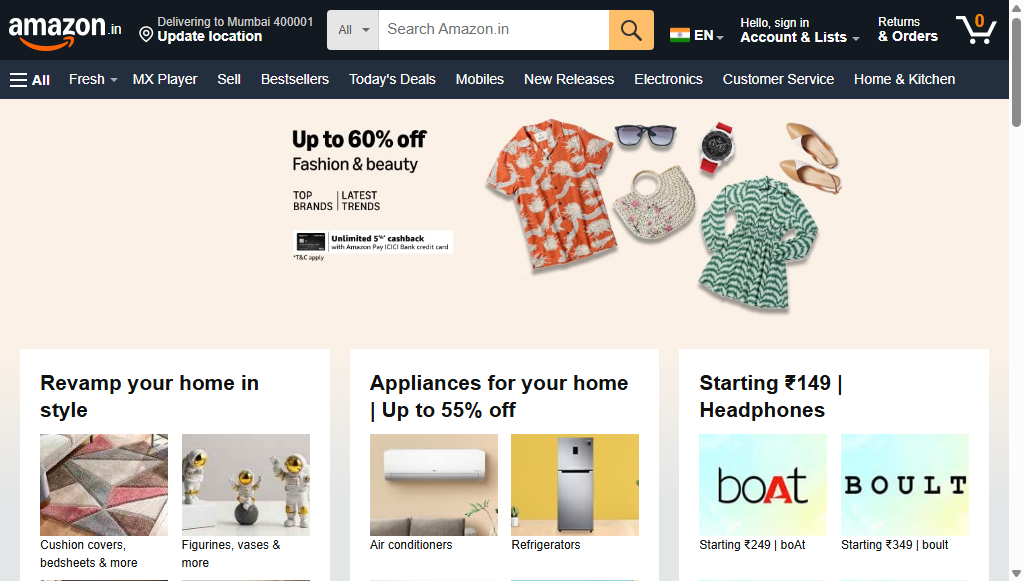 amazon.in
Delivering to Mumbai 400001
Update location
All
Search Amazon.in
EN
Hello, sign in
Account & Lists
Returns
& Orders
0
All
Fresh
MX Player
Sell
Bestsellers
Today's Deals
Mobiles
New Releases
Electronics
Customer Service
Home & Kitchen
Up to 60% off
Fashion & beauty
TOP BRANDS | LATEST TRENDS
Unlimited 5%* cashback
with Amazon Pay ICICI Bank credit card
*T&C apply
Revamp your home in
style
Cushion covers,
bedsheets & more
Figurines, vases &
more
Appliances for your home
| Up to 55% off
Air conditioners
Refrigerators
Starting ₹149 |
Headphones
boAt
BOULT
Starting ₹249 | boAt
Starting ₹349 | boult